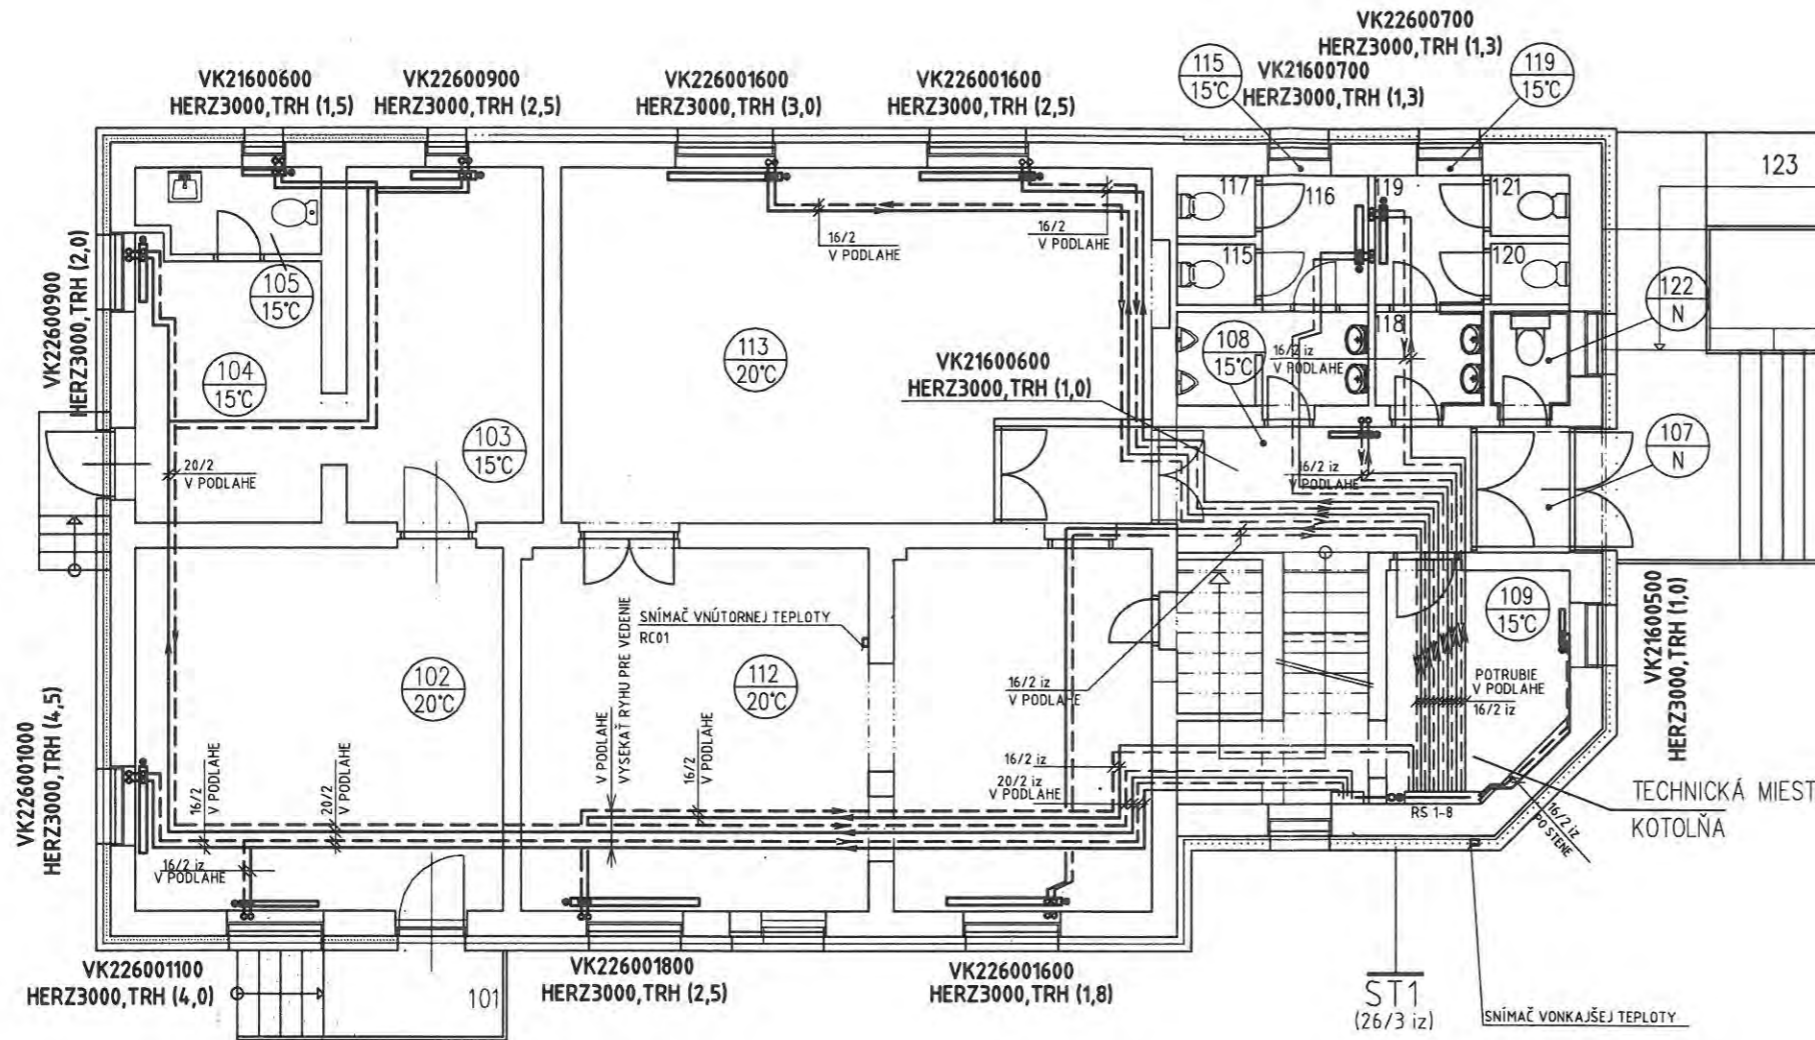 VK22600700
HERZ3000,TRH (1,3)
VK21600600
HERZ3000,TRH (1,5)
VK22600900
HERZ3000,TRH (2,5)
VK226001600
HERZ3000,TRH (3,0)
VK226001600
HERZ3000,TRH (2,5)
115
15°C
VK21600700
HERZ3000,TRH (1,3)
119
15°C
123
117
116
119
121
115
120
16/2
V PODLAHE
16/2
V PODLAHE
VK22600900
HERZ3000,TRH (2,0)
105
15°C
122
N
104
15°C
113
20°C
VK21600600
HERZ3000,TRH (1,0)
108
15°C
118
16/2 iz
V PODLAHE
103
15°C
107
N
20/2
V PODLAHE
16/2 iz
V PODLAHE
109
15°C
VK21600500
HERZ3000,TRH (1,0)
SNÍMAČ VNÚTORNEJ TEPLOTY
RC01
V PODLAHE
VYSEKAŤ RYHU PRE VEDENIE
102
20°C
112
20°C
16/2 iz
V PODLAHE
POTRUBIE
V PODLAHE
16/2 iz
VK226001000
HERZ3000,TRH (4,5)
16/2
V PODLAHE
20/2
V PODLAHE
16/2
V PODLAHE
16/2 iz
20/2 iz
V PODLAHE
RS 1-8
16/2 iz
PO STENE
TECHNICKÁ MIEST
KOTOLŇA
16/2 iz
V PODLAHE
VK226001100
HERZ3000,TRH (4,0)
101
VK226001800
HERZ3000,TRH (2,5)
VK226001600
HERZ3000,TRH (1,8)
ST1
(26/3 iz)
SNÍMAČ VONKAJŠEJ TEPLOTY